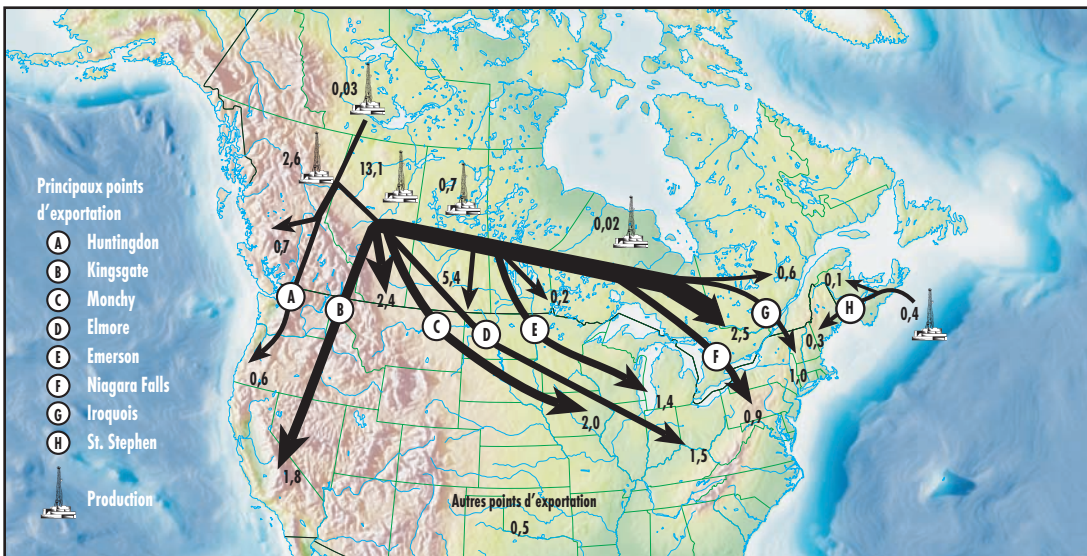 Principaux points
d'exportation
A Huntingdon
B Kingsgate
C Monchy
D Elmore
E Emerson
F Niagara Falls
G Iroquois
H St. Stephen
Production
0,03
2,6
13,1
0,7
0,02
0,7
5,4
2,4
0,2
0,6
0,1
0,4
0,3
2,5
1,0
0,9
1,4
2,0
1,5
0,6
1,8
A
B
C
D
E
F
G
H
Autres points d'exportation
0,5